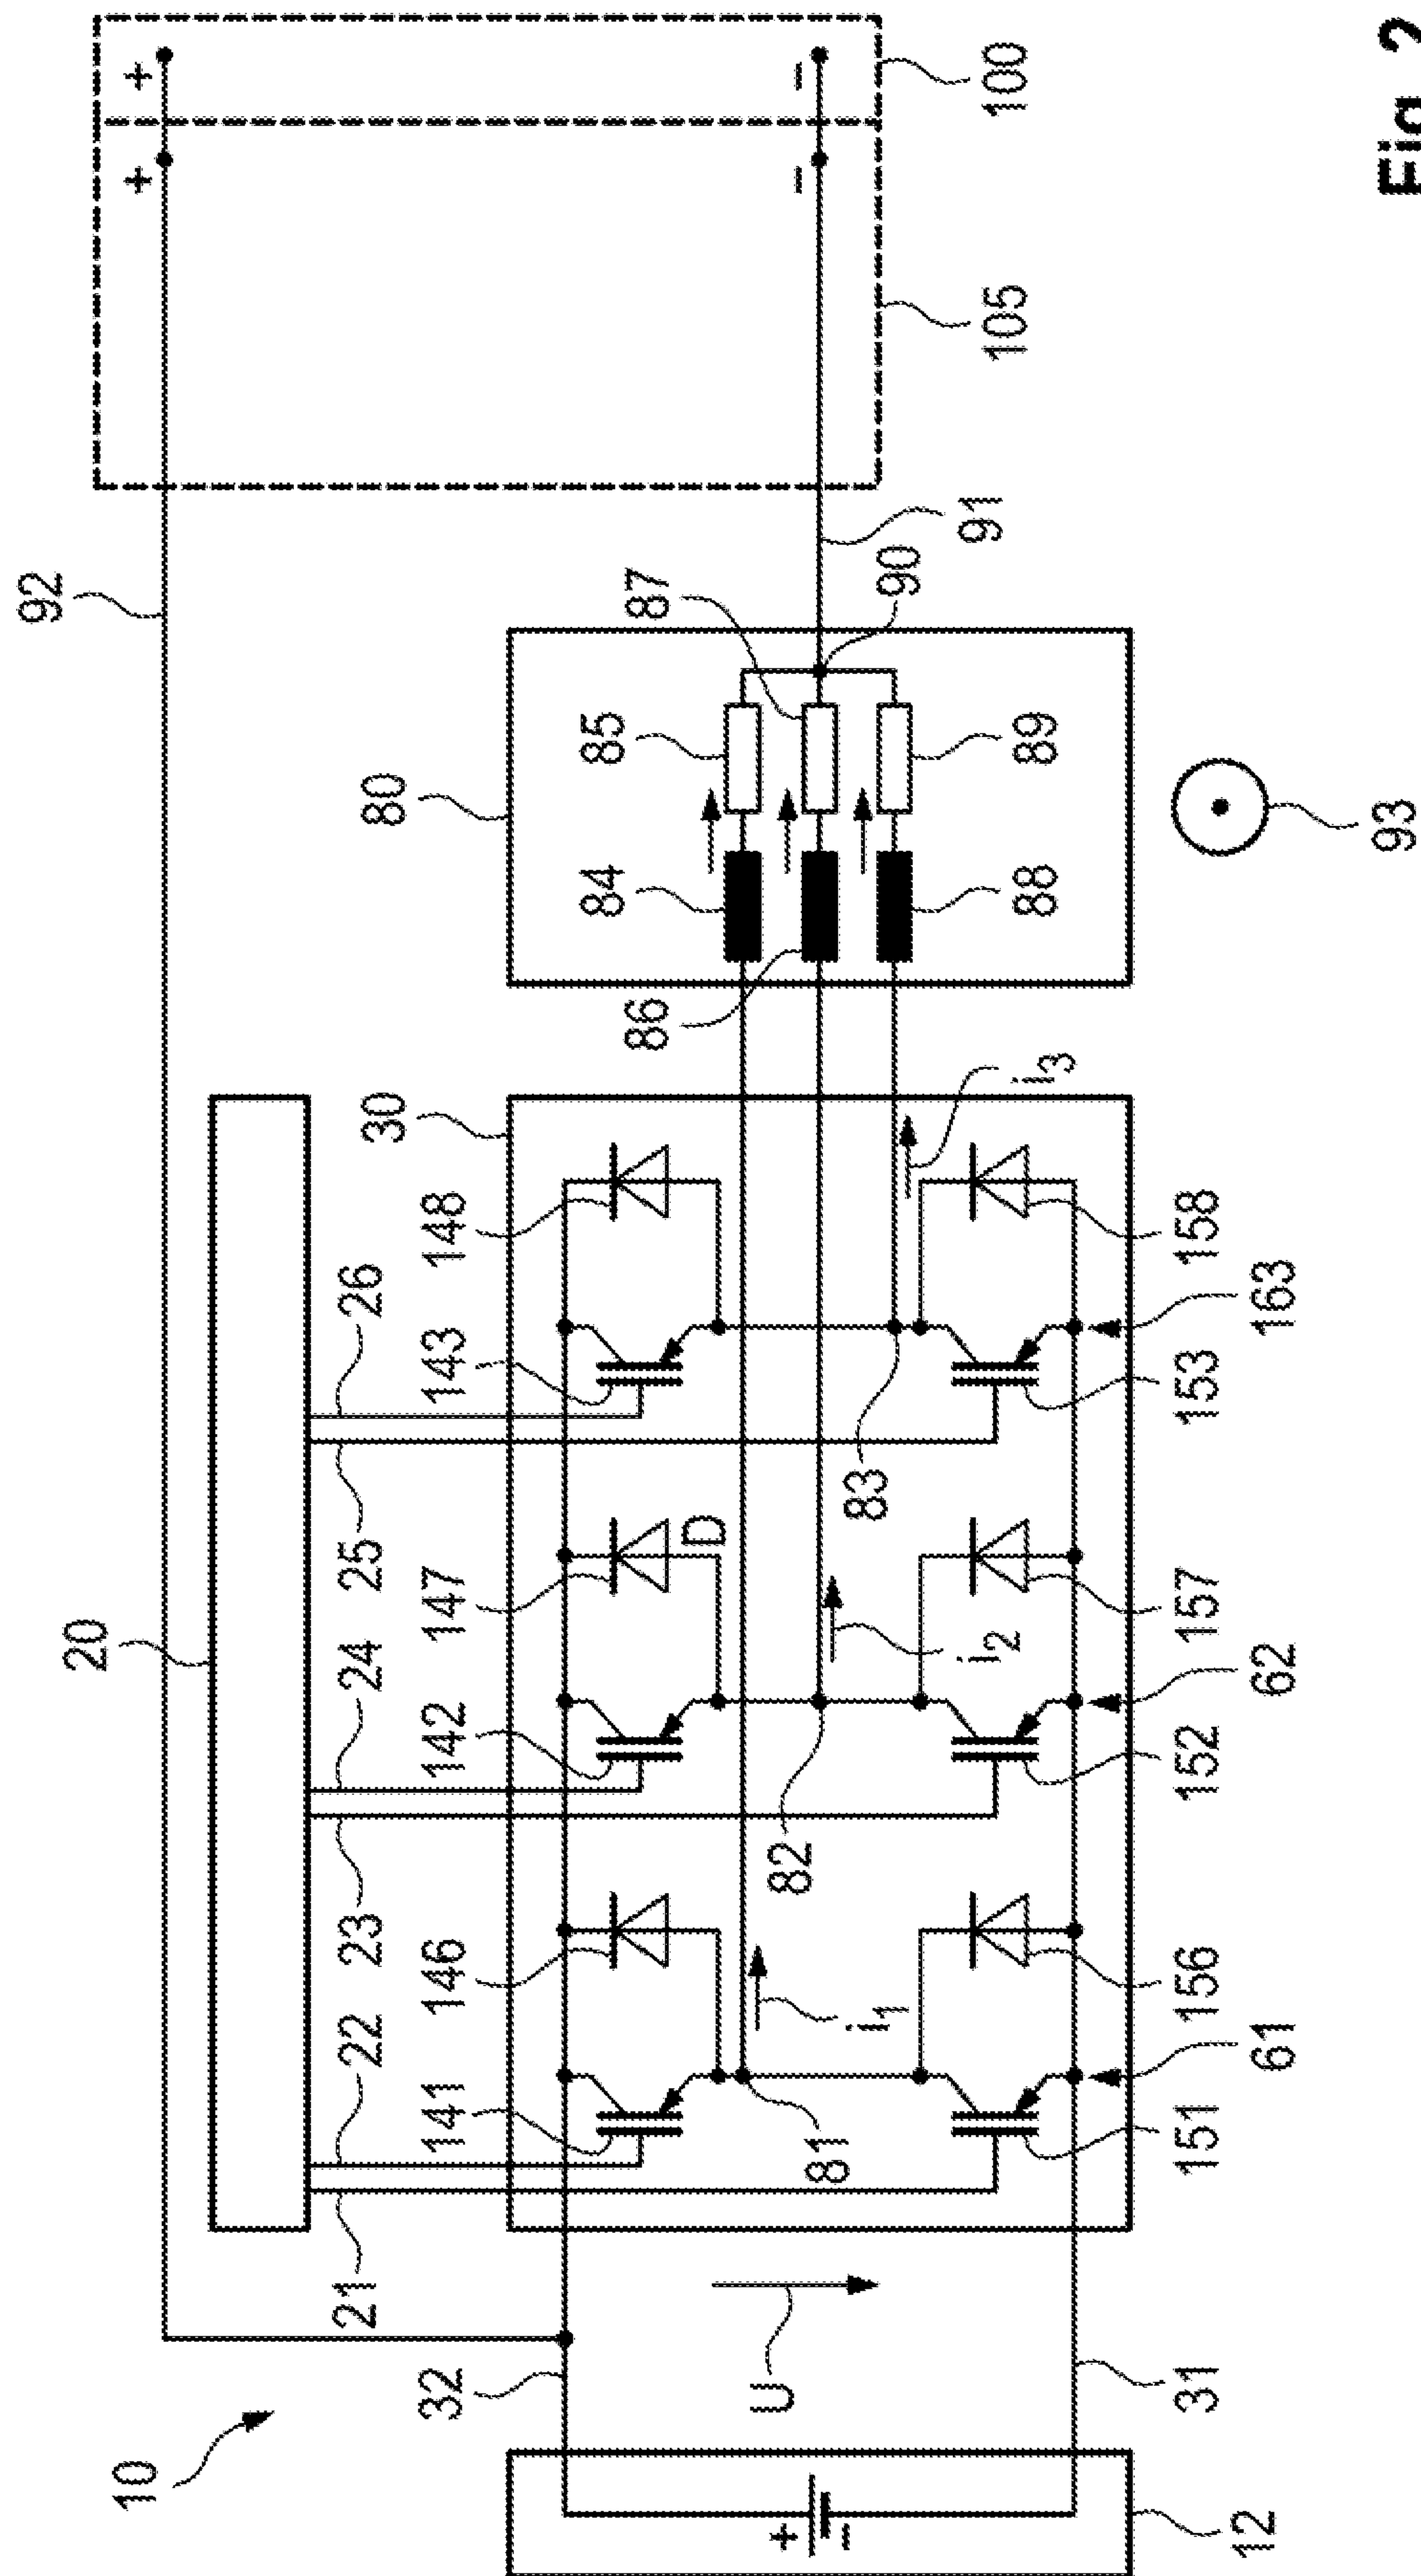 92
20
10
+ +
21 22 23 24 25 26
30 80
32 141 146 142 147 143 148
84 85
86 87
D
+ U 82 - -
- 81
i1 83
90
i2 91
105 100
i3 88 89
31 151 156 152 157 153 158
12 61 62 163
93
Fig. 2